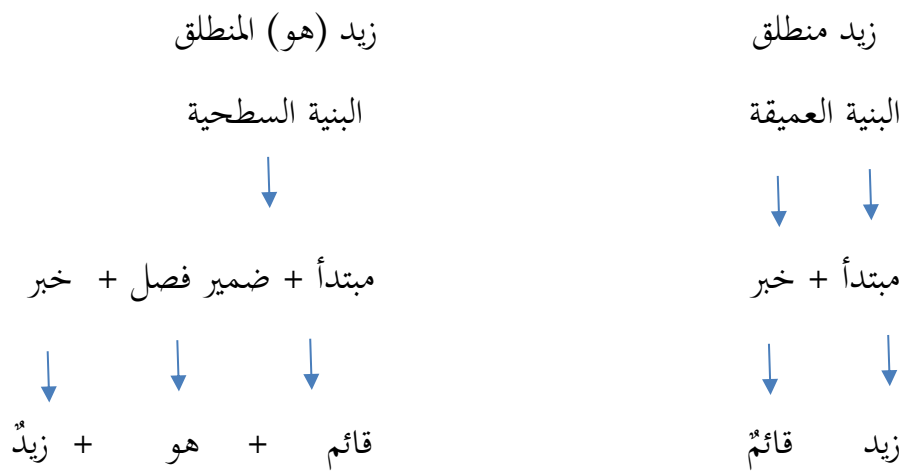 زيد منطلق زيد (هو) المنطلق
البنية العميقة البنية السطحية
مبتدأ + خبر مبتدأ + ضمير فصل + خبر
زيد قائمٌ قائم + هو + زيدٌ